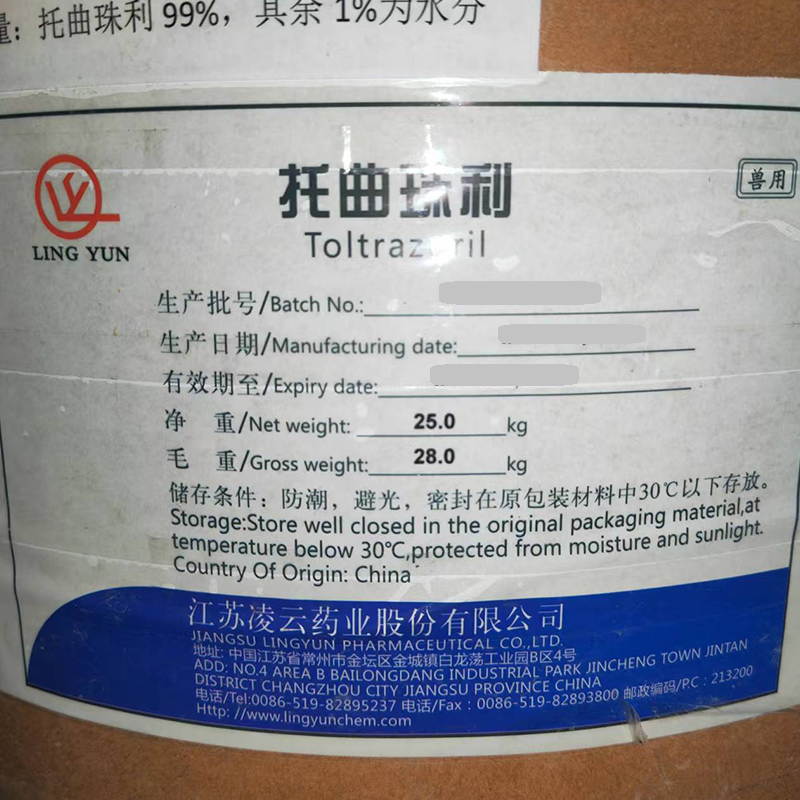 量: 托曲珠利 99%，其余 1%为水分
LING YUN
托曲珠利
兽用
Toltrazuril
生产批号/Batch No.:
生产日期/Manufacturing date:
有效期至/Expiry date:
净 重/Net weight: 25.0 kg
毛 重/Gross weight: 28.0 kg
储存条件: 防潮，避光，密封在原包装材料中30℃以下存放。
Storage:Store well closed in the original packaging material,at
temperature below 30℃,protected from moisture and sunlight.
Country Of Origin: China
江苏凌云药业股份有限公司
JIANGSU LINGYUN PHARMACEUTICAL CO.,LTD.
地址: 中国江苏省常州市金坛区金城镇白龙荡工业园B区4号
ADD: NO.4 AREA B BAILONGDANG INDUSTRIAL PARK JINCHENG TOWN JINTAN
DISTRICT CHANGZHOU CITY JIANGSU PROVINCE CHINA
电话/Tel:0086-519-82895237 电话/Fax : 0086-519-82893800 邮政编码/P.C : 213200
Http: //www.lingyunchem.com